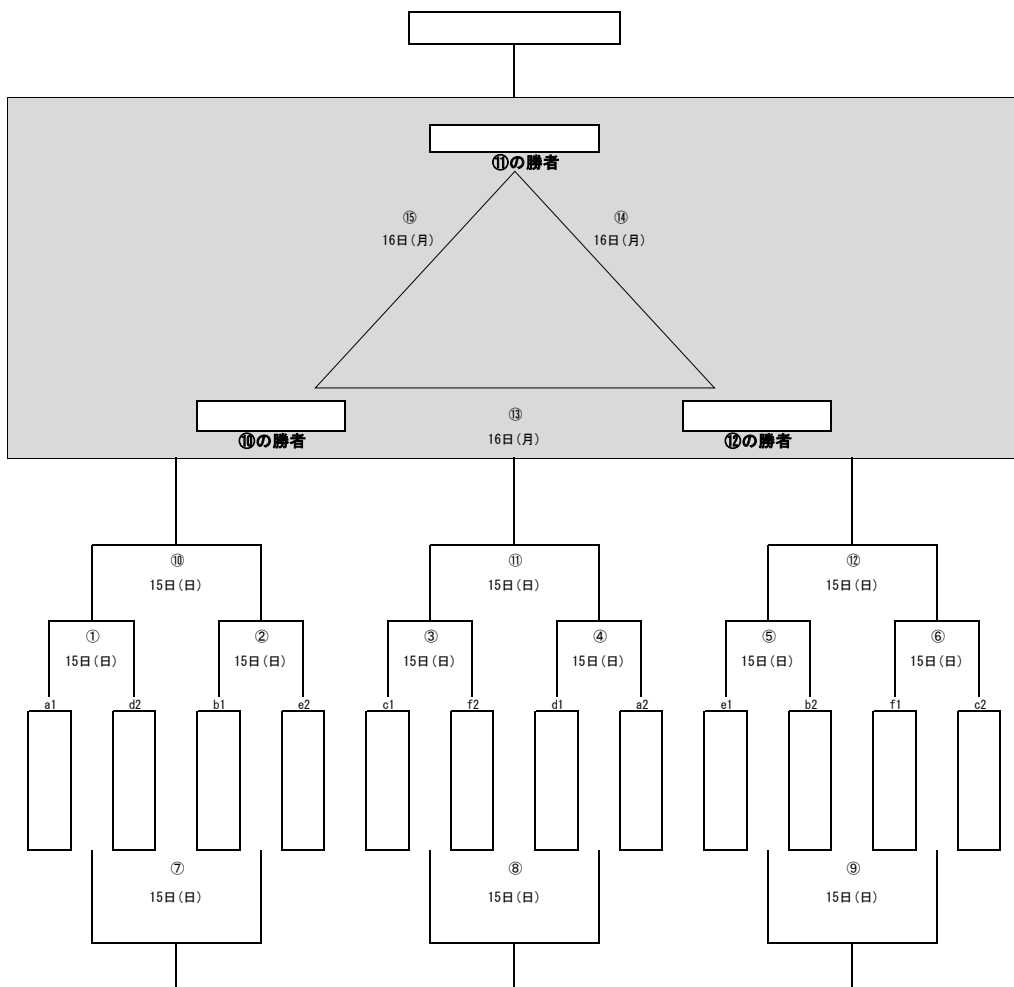 ⑪の勝者
⑮ ⑭
16日(月) 16日(月)
⑬
16日(月)
⑩の勝者 ⑫の勝者
⑩ ⑪ ⑫
15日(日) 15日(日) 15日(日)
① ② ③ ④ ⑤ ⑥
15日(日) 15日(日) 15日(日) 15日(日) 15日(日) 15日(日)
a1 d2 b1 e2 c1 f2 d1 a2 e1 b2 f1 c2
⑦ ⑧ ⑨
15日(日) 15日(日) 15日(日)